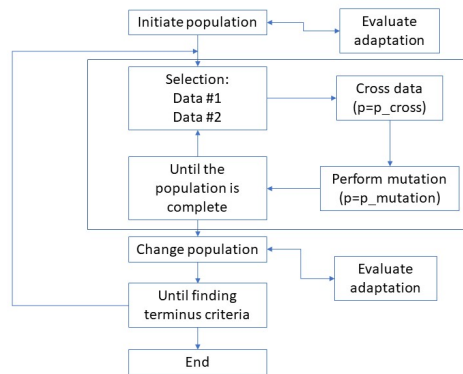 Initiate population
Evaluate
adaptation
Selection:
Data #1
Data #2
Cross data
(p=p_cross)
Until the
population is
complete
Perform mutation
(p=p_mutation)
Change population
Evaluate
adaptation
Until finding
terminus criteria
End